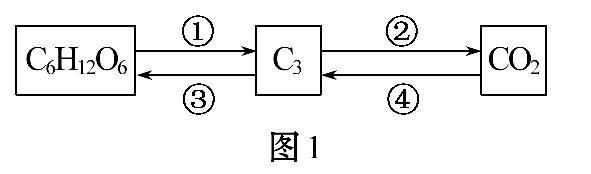 ① ②
C₆H₁₂O₆ C₃ CO₂
③ ④
图1